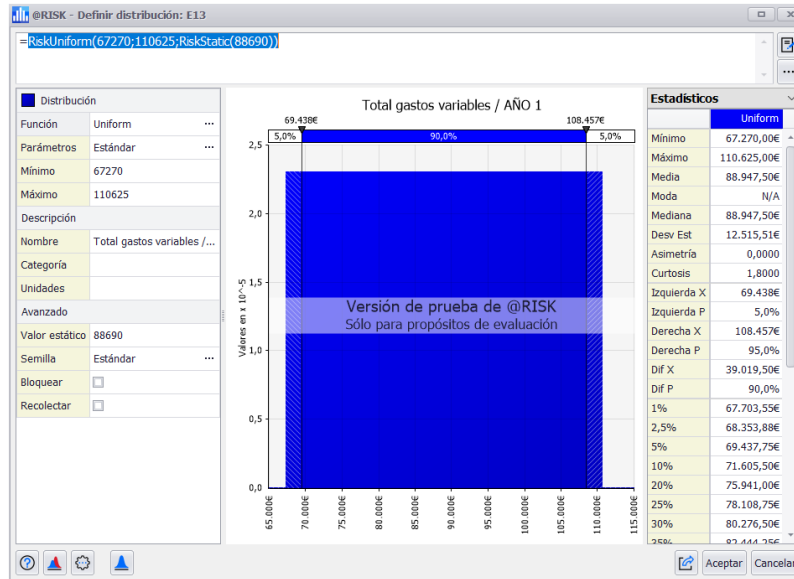 @RISK - Definir distribución: E13
=RiskUniform(67270;110625;RiskStatic(88690))
Distribución
Función Uniform ...
Parámetros Estándar ...
Mínimo 67270
Máximo 110625
Descripción
Nombre Total gastos variables /...
Categoría
Unidades
Avanzado
Valor estático 88690
Semilla Estándar ...
Bloquear
Recolectar
Total gastos variables / AÑO 1
69.438€ 108.457€
5,0% 90,0% 5,0%
2,5
2,0
1,5
1,0
0,5
0,0
Valores en x 10^-5
Versión de prueba de @RISK
Sólo para propósitos de evaluación
65.000€ 70.000€ 75.000€ 80.000€ 85.000€ 90.000€ 95.000€ 100.000€ 105.000€ 110.000€ 115.000€
Estadísticos
Uniform
Mínimo 67.270,00€
Máximo 110.625,00€
Media 88.947,50€
Moda N/A
Mediana 88.947,50€
Desv Est 12.515,51€
Asimetría 0,0000
Curtosis 1,8000
Izquierda X 69.438€
Izquierda P 5,0%
Derecha X 108.457€
Derecha P 95,0%
Dif X 39.019,50€
Dif P 90,0%
1% 67.703,55€
2,5% 68.353,88€
5% 69.437,75€
10% 71.605,50€
20% 75.941,00€
25% 78.108,75€
30% 80.276,50€
35% 82.444,25€
Aceptar Cancelar